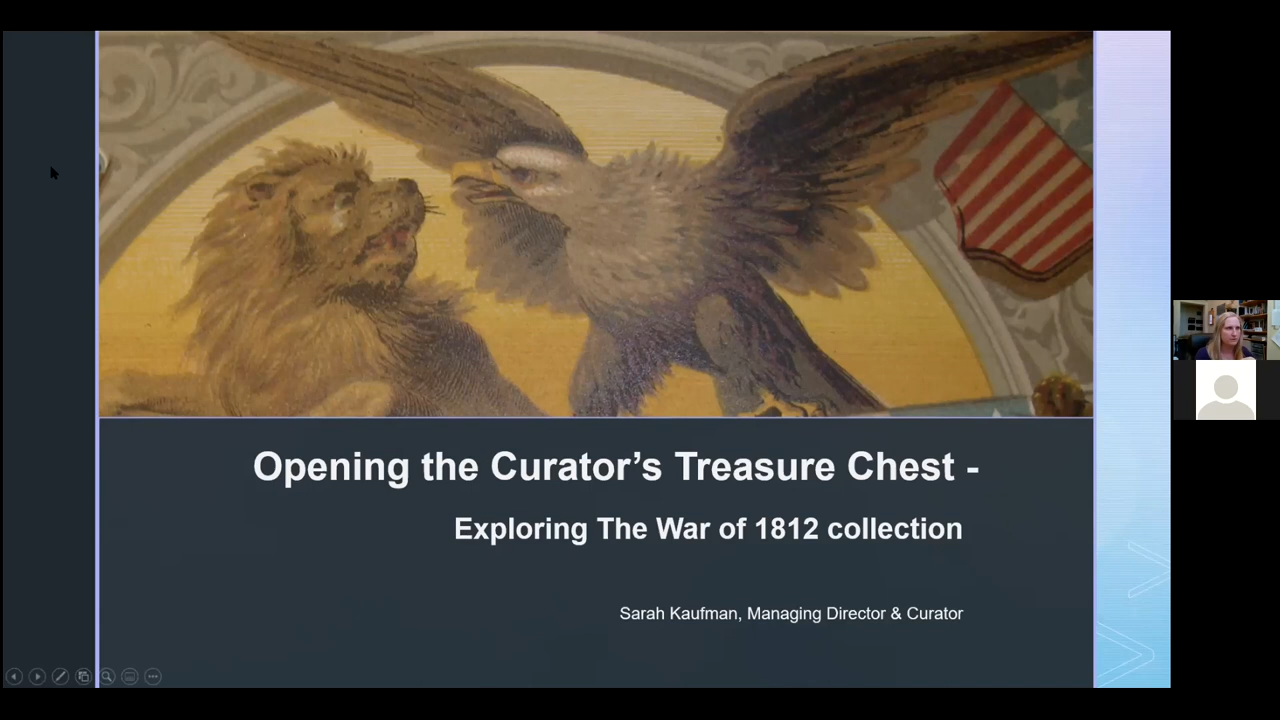 Opening the Curator’s Treasure Chest -
Exploring The War of 1812 collection
Sarah Kaufman, Managing Director & Curator